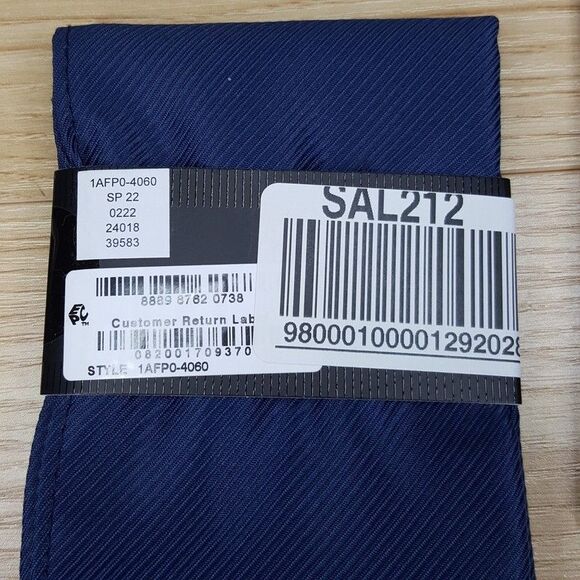 1AFP0-4060
SP 22
0222
24018
39583
SAL212
98000100001292028
8889 8762 0738
Customer Return Lab
082001709370
STYLE 1AFP0-4060